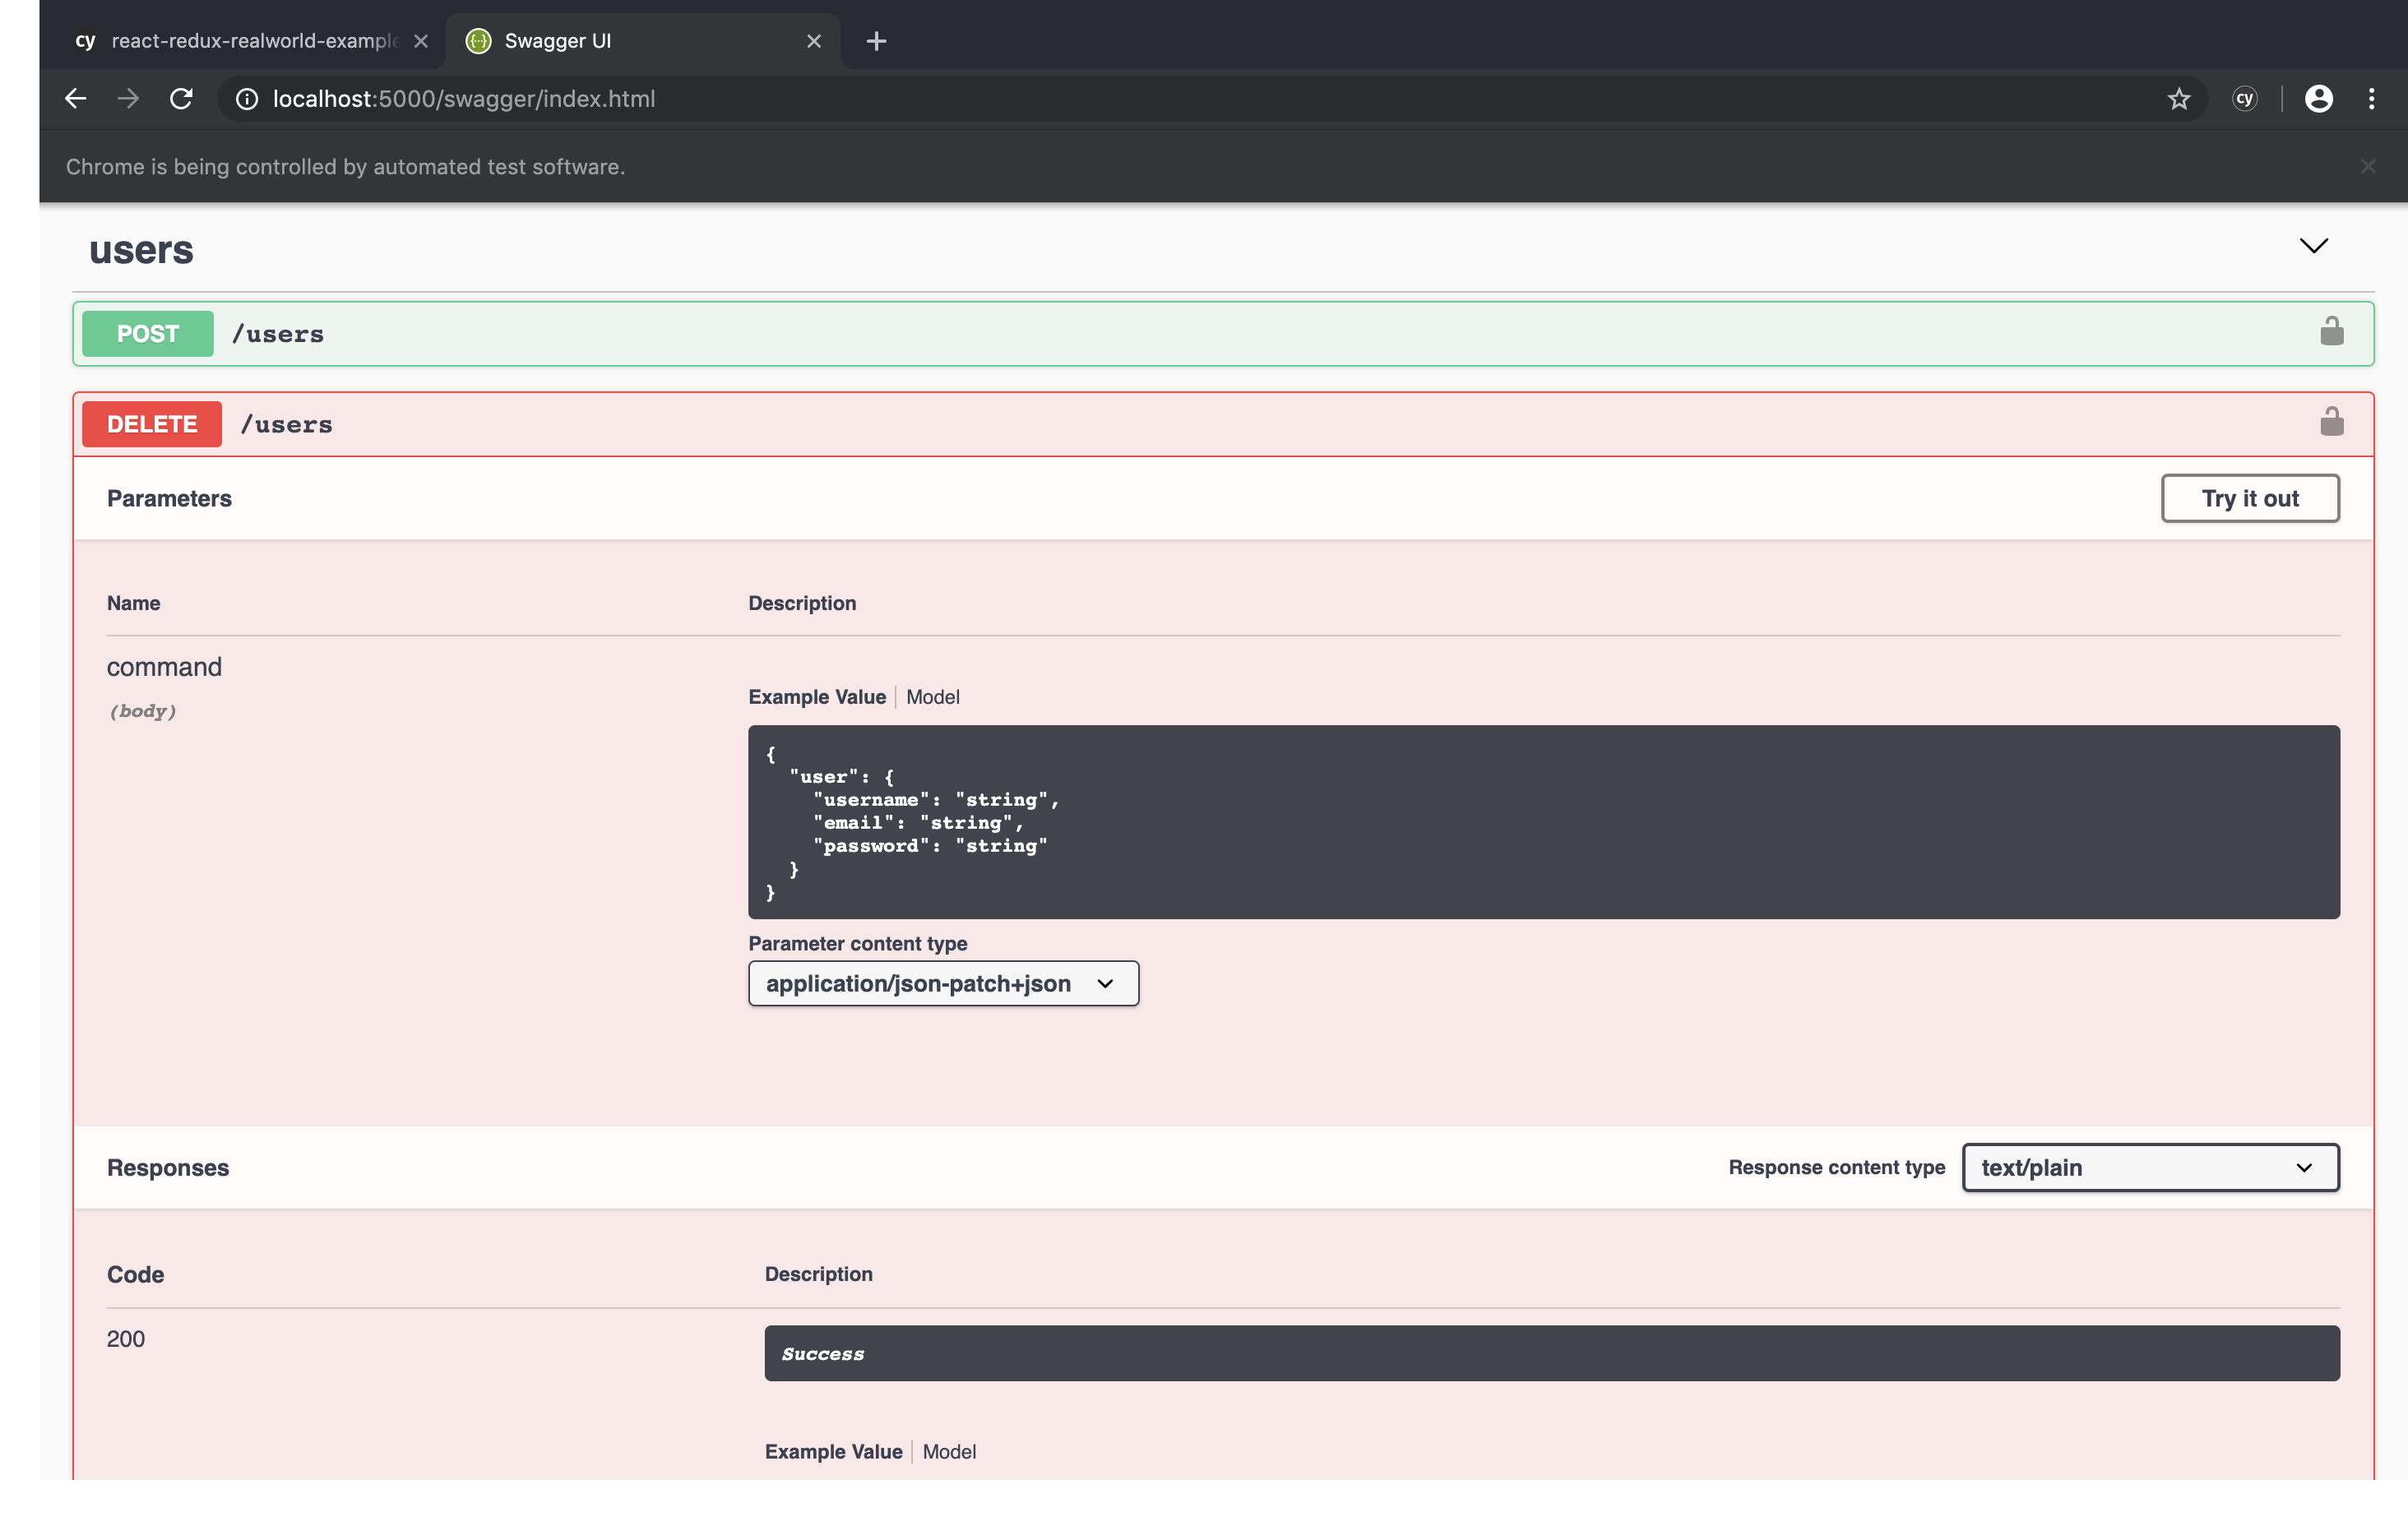 cy react-redux-realworld-example
Swagger UI
localhost:5000/swagger/index.html
cy
Chrome is being controlled by automated test software.
users
POST /users
DELETE /users
Parameters
Try it out
Name Description
command
(body)
Example Value Model
{
  "user": {
    "username": "string",
    "email": "string",
    "password": "string"
  }
}
Parameter content type
application/json-patch+json
Responses
Response content type text/plain
Code Description
200
Success
Example Value Model